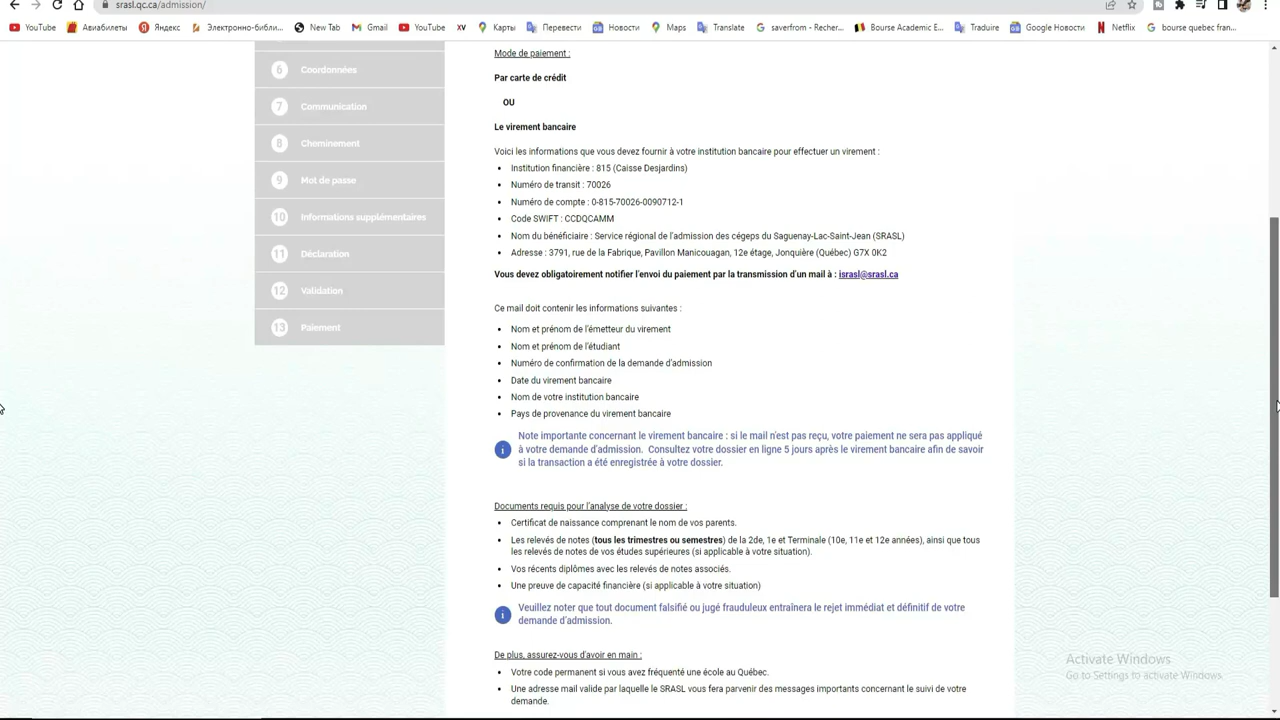 srasl.qc.ca/admission/
YouTube Авиабилеты Яндекс Электронно-библи... New Tab Gmail YouTube XV Карты Перевести Новости Maps Translate saverfrom - Recher... Bourse Academic E... Traduire Google Новости Netflix bourse quebec fran...
Mode de paiement :
6 Coordonnées
Par carte de crédit
7 Communication
OU
Le virement bancaire
8 Cheminement
Voici les informations que vous devez fournir à votre institution bancaire pour effectuer un virement :
Institution financière : 815 (Caisse Desjardins)
9 Mot de passe
Numéro de transit : 70026
Numéro de compte : 0-815-70026-0090712-1
10 Informations supplémentaires
Code SWIFT : CCDQCAMM
Nom du bénéficiaire : Service régional de l'admission des cégeps du Saguenay-Lac-Saint-Jean (SRASL)
11 Déclaration
Adresse : 3791, rue de la Fabrique, Pavillon Manicouagan, 12e étage, Jonquière (Québec) G7X 0K2
Vous devez obligatoirement notifier l'envoi du paiement par la transmission d'un mail à : israsl@srasl.ca
12 Validation
Ce mail doit contenir les informations suivantes :
13 Paiement
Nom et prénom de l'émetteur du virement
Nom et prénom de l'étudiant
Numéro de confirmation de la demande d'admission
Date du virement bancaire
Nom de votre institution bancaire
Pays de provenance du virement bancaire
Note importante concernant le virement bancaire : si le mail n'est pas reçu, votre paiement ne sera pas appliqué
à votre demande d'admission. Consultez votre dossier en ligne 5 jours après le virement bancaire afin de savoir
si la transaction a été enregistrée à votre dossier.
Documents requis pour l'analyse de votre dossier :
Certificat de naissance comprenant le nom de vos parents.
Les relevés de notes (tous les trimestres ou semestres) de la 2de, 1e et Terminale (10e, 11e et 12e années), ainsi que tous
les relevés de notes de vos études supérieures (si applicable à votre situation).
Vos récents diplômes avec les relevés de notes associés.
Une preuve de capacité financière (si applicable à votre situation)
Veuillez noter que tout document falsifié ou jugé frauduleux entraînera le rejet immédiat et définitif de votre
demande d'admission.
De plus, assurez-vous d'avoir en main :
Votre code permanent si vous avez fréquenté une école au Québec.
Une adresse mail valide par laquelle le SRASL vous fera parvenir des messages importants concernant le suivi de votre
demande.
Activate Windows
Go to Settings to activate Windows.